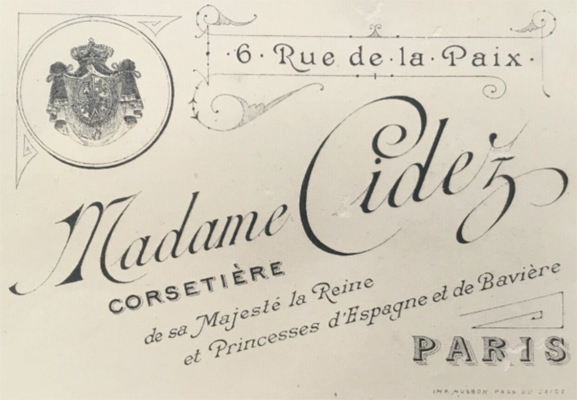 · 6 · Rue · de · la · Paix ·
Madame Cidez
CORSETIÈRE
de sa Majesté la Reine
et Princesses d'Espagne et de Bavière
PARIS